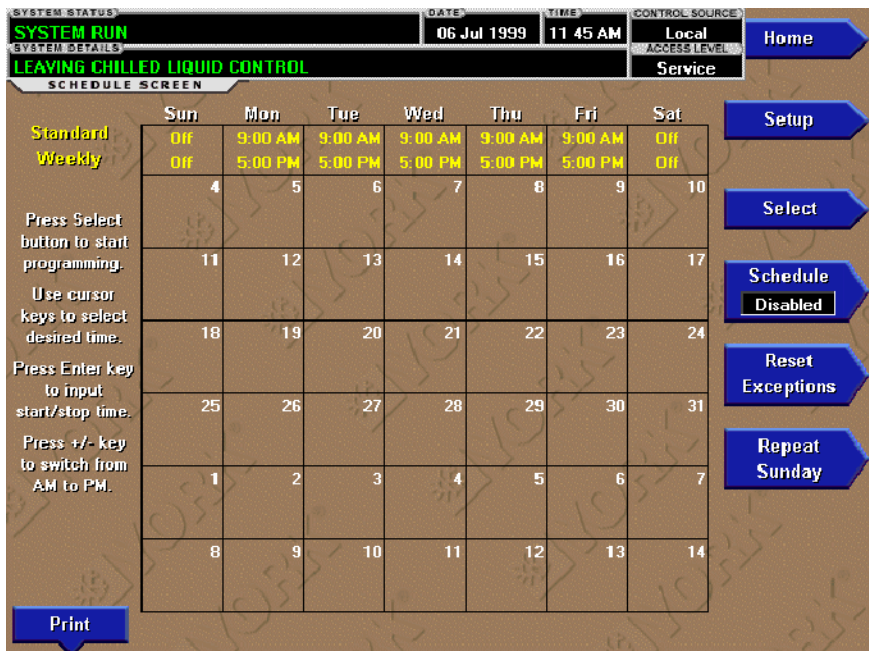 SYSTEM STATUS
SYSTEM RUN
DATE
06 Jul 1999
TIME
11 45 AM
CONTROL SOURCE
Local
Home
SYSTEM DETAILS
LEAVING CHILLED LIQUID CONTROL
ACCESS LEVEL
Service
SCHEDULE SCREEN
Sun Mon Tue Wed Thu Fri Sat
Standard Weekly
Off 9:00 AM 9:00 AM 9:00 AM 9:00 AM 9:00 AM Off
Off 5:00 PM 5:00 PM 5:00 PM 5:00 PM 5:00 PM Off
4 5 6 7 8 9 10
11 12 13 14 15 16 17
18 19 20 21 22 23 24
25 26 27 28 29 30 31
1 2 3 4 5 6 7
8 9 10 11 12 13 14
Press Select
button to start
programming.
Use cursor
keys to select
desired time.
Press Enter key
to input
start/stop time.
Press +/- key
to switch from
AM to PM.
Setup
Select
Schedule
Disabled
Reset
Exceptions
Repeat
Sunday
Print
YORK